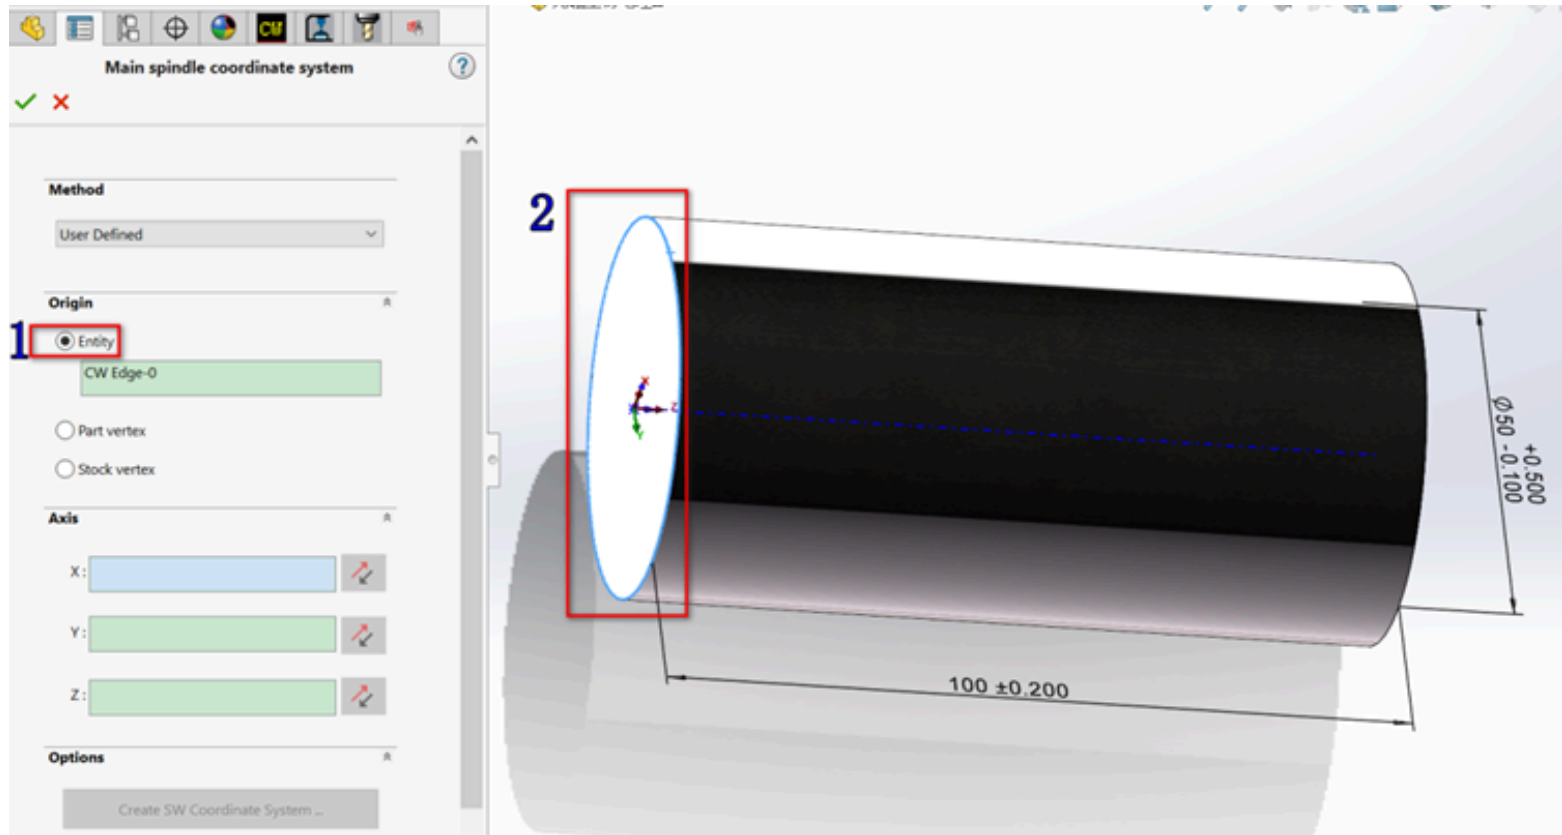 CW
Main spindle coordinate system
?
Method
User Defined
Origin
1
Entity
CW Edge-0
Part vertex
Stock vertex
Axis
X :
Y :
Z :
Options
Create SW Coordinate System ...
2
X
Z
Y
Ø50 +0.500 -0.100
100 ±0.200